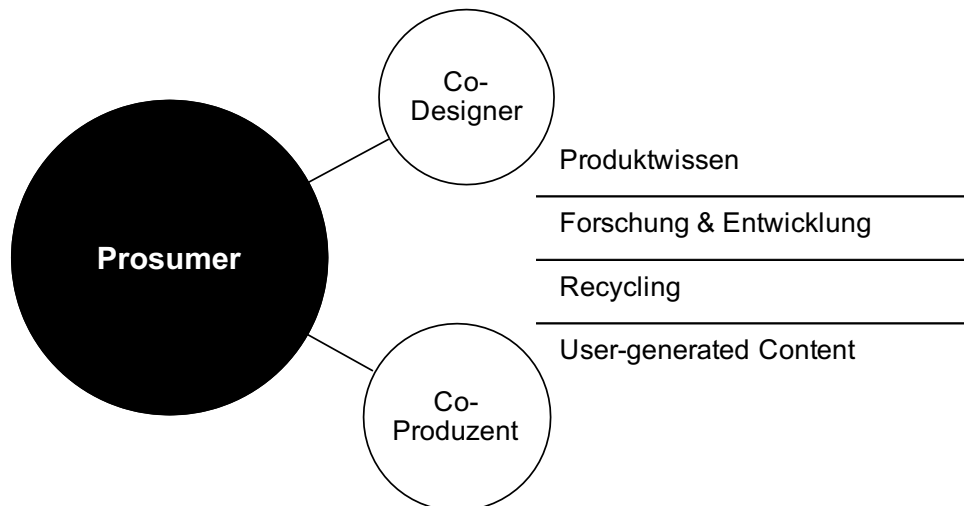 Prosumer
Co-
Designer
Co-
Produzent
Produktwissen
Forschung & Entwicklung
Recycling
User-generated Content